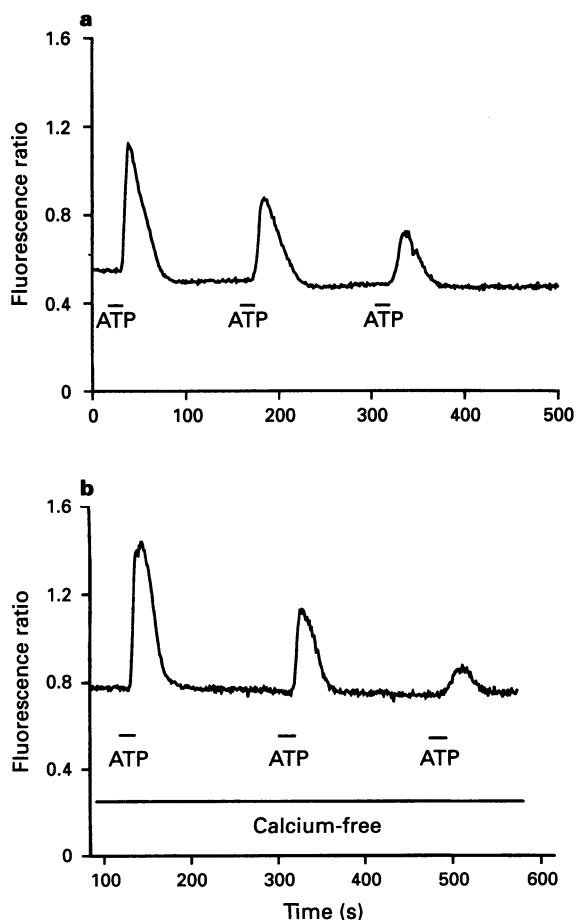 a
1.6
1.2
0.8
0.4
0
Fluorescence ratio
ATP ATP ATP
0 100 200 300 400 500
b
1.6
1.2
0.8
0.4
0
Fluorescence ratio
ATP ATP ATP
Calcium-free
100 200 300 400 500 600
Time (s)